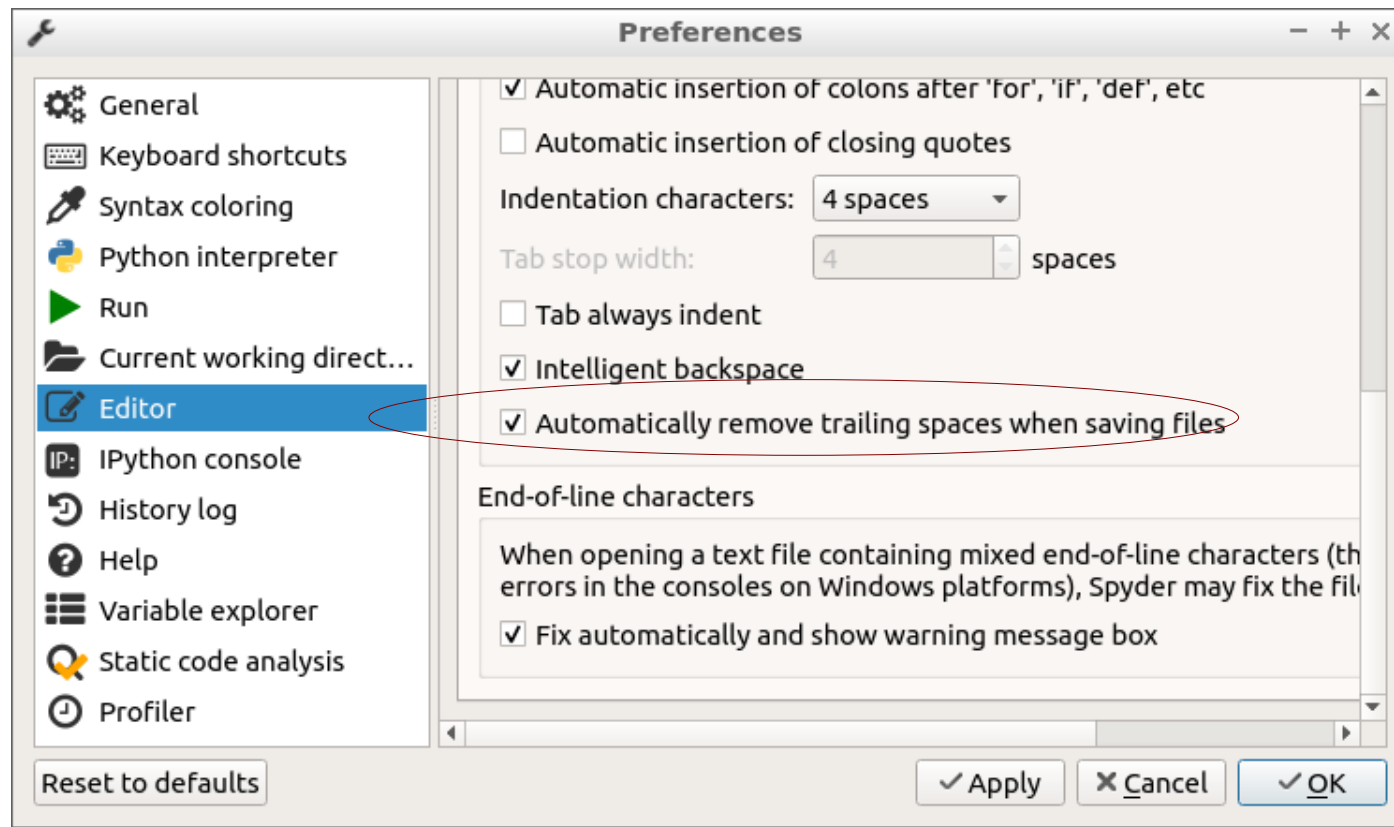 Preferences
General
Keyboard shortcuts
Syntax coloring
Python interpreter
Run
Current working direct...
Editor
IP: IPython console
History log
Help
Variable explorer
Static code analysis
Profiler
Automatic insertion of colons after 'for', 'if', 'def', etc
Automatic insertion of closing quotes
Indentation characters: 4 spaces
Tab stop width: 4 spaces
Tab always indent
Intelligent backspace
Automatically remove trailing spaces when saving files
End-of-line characters
When opening a text file containing mixed end-of-line characters (th
errors in the consoles on Windows platforms), Spyder may fix the fil
Fix automatically and show warning message box
Reset to defaults
Apply
Cancel
OK